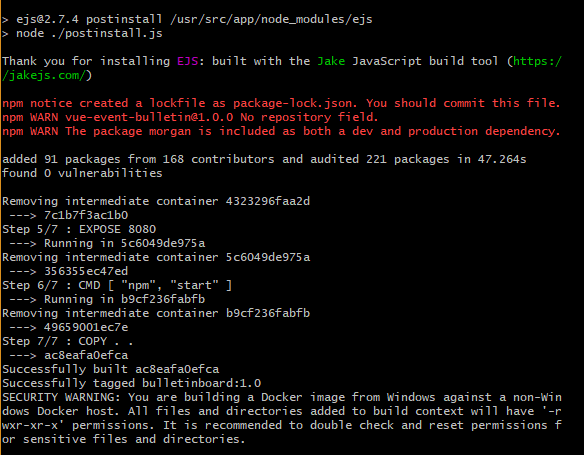 > ejs@2.7.4 postinstall /usr/src/app/node_modules/ejs
> node ./postinstall.js
Thank you for installing EJS: built with the Jake JavaScript build tool (https:/
/jakejs.com/)
npm notice created a lockfile as package-lock.json. You should commit this file.
npm WARN vue-event-bulletin@1.0.0 No repository field.
npm WARN The package morgan is included as both a dev and production dependency.
added 91 packages from 168 contributors and audited 221 packages in 47.264s
found 0 vulnerabilities
Removing intermediate container 4323296faa2d
 ---> 7c1b7f3ac1b0
Step 5/7 : EXPOSE 8080
 ---> Running in 5c6049de975a
Removing intermediate container 5c6049de975a
 ---> 356355ec47ed
Step 6/7 : CMD [ "npm", "start" ]
 ---> Running in b9cf236fabfb
Removing intermediate container b9cf236fabfb
 ---> 49659001ec7e
Step 7/7 : COPY . .
 ---> ac8eafa0efca
Successfully built ac8eafa0efca
Successfully tagged bulletinboard:1.0
SECURITY WARNING: You are building a Docker image from Windows against a non-Win
dows Docker host. All files and directories added to build context will have '-r
wxr-xr-x' permissions. It is recommended to double check and reset permissions f
or sensitive files and directories.